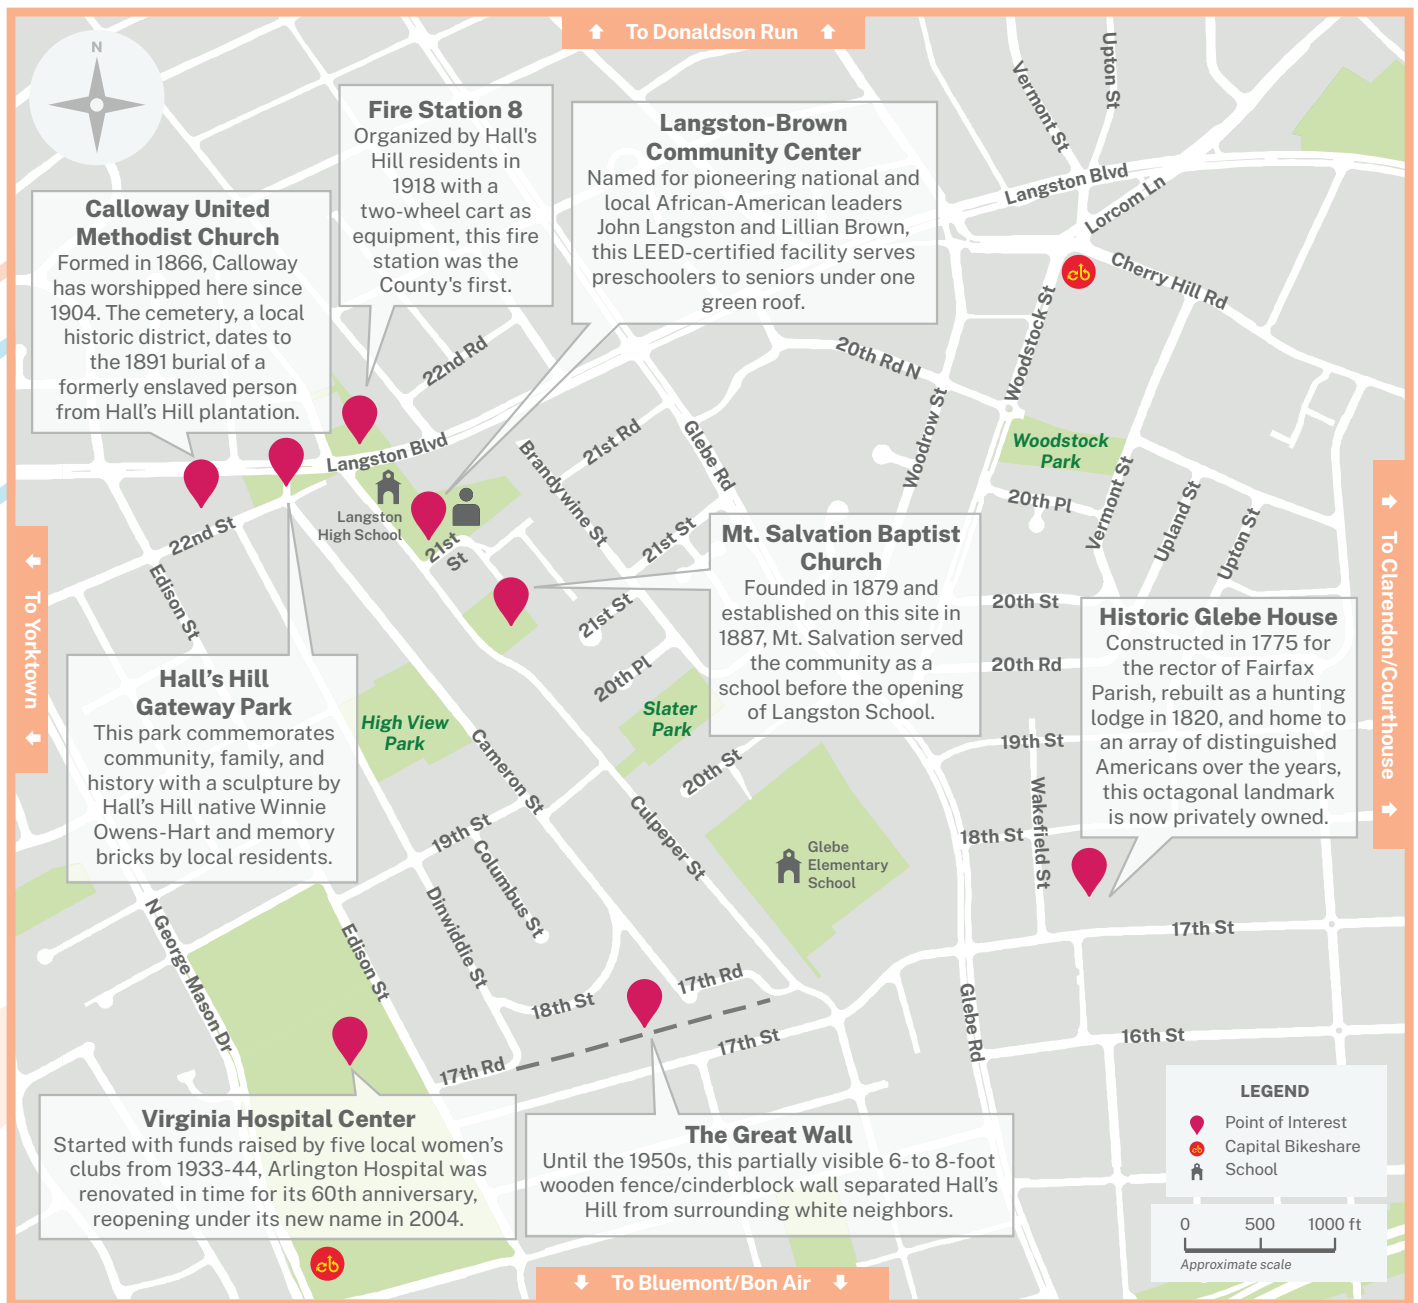 To Donaldson Run
N
Upton St
Vermont St
Fire Station 8
Organized by Hall's
Hill residents in
1918 with a
two-wheel cart as
equipment, this fire
station was the
County's first.
Langston-Brown
Community Center
Named for pioneering national and
local African-American leaders
John Langston and Lillian Brown,
this LEED-certified facility serves
preschoolers to seniors under one
green roof.
Langston Blvd
Lorcom Ln
Cherry Hill Rd
Calloway United
Methodist Church
Formed in 1866, Calloway
has worshipped here since
1904. The cemetery, a local
historic district, dates to
the 1891 burial of a
formerly enslaved person
from Hall’s Hill plantation.
22nd Rd
20th Rd N
Woodstock St
Woodrow St
Langston Blvd
Brandywine St
21st Rd
Glebe Rd
Woodstock
Park
20th Pl
Vermont St
Upland St
Upton St
Langston
High School
22nd St
21st
St
21st St
Edison St
21st St
20th Pl
Mt. Salvation Baptist
Church
Founded in 1879 and
established on this site in
1887, Mt. Salvation served
the community as a
school before the opening
of Langston School.
20th St
20th Rd
19th St
To Yorktown
To Clarendon/Courthouse
Historic Glebe House
Constructed in 1775 for
the rector of Fairfax
Parish, rebuilt as a hunting
lodge in 1820, and home to
an array of distinguished
Americans over the years,
this octagonal landmark
is now privately owned.
Hall’s Hill
Gateway Park
This park commemorates
community, family, and
history with a sculpture by
Hall’s Hill native Winnie
Owens-Hart and memory
bricks by local residents.
High View
Park
Slater
Park
Cameron St
20th St
Culpeper St
19th St
Columbus St
Dinwiddie St
Glebe
Elementary
School
18th St
Wakefield St
17th St
N George Mason Dr
Edison St
18th St
17th Rd
17th St
17th Rd
Glebe Rd
16th St
Virginia Hospital Center
Started with funds raised by five local women’s
clubs from 1933-44, Arlington Hospital was
renovated in time for its 60th anniversary,
reopening under its new name in 2004.
The Great Wall
Until the 1950s, this partially visible 6-to 8-foot
wooden fence/cinderblock wall separated Hall’s
Hill from surrounding white neighbors.
LEGEND
Point of Interest
Capital Bikeshare
School
0 500 1000 ft
Approximate scale
To Bluemont/Bon Air